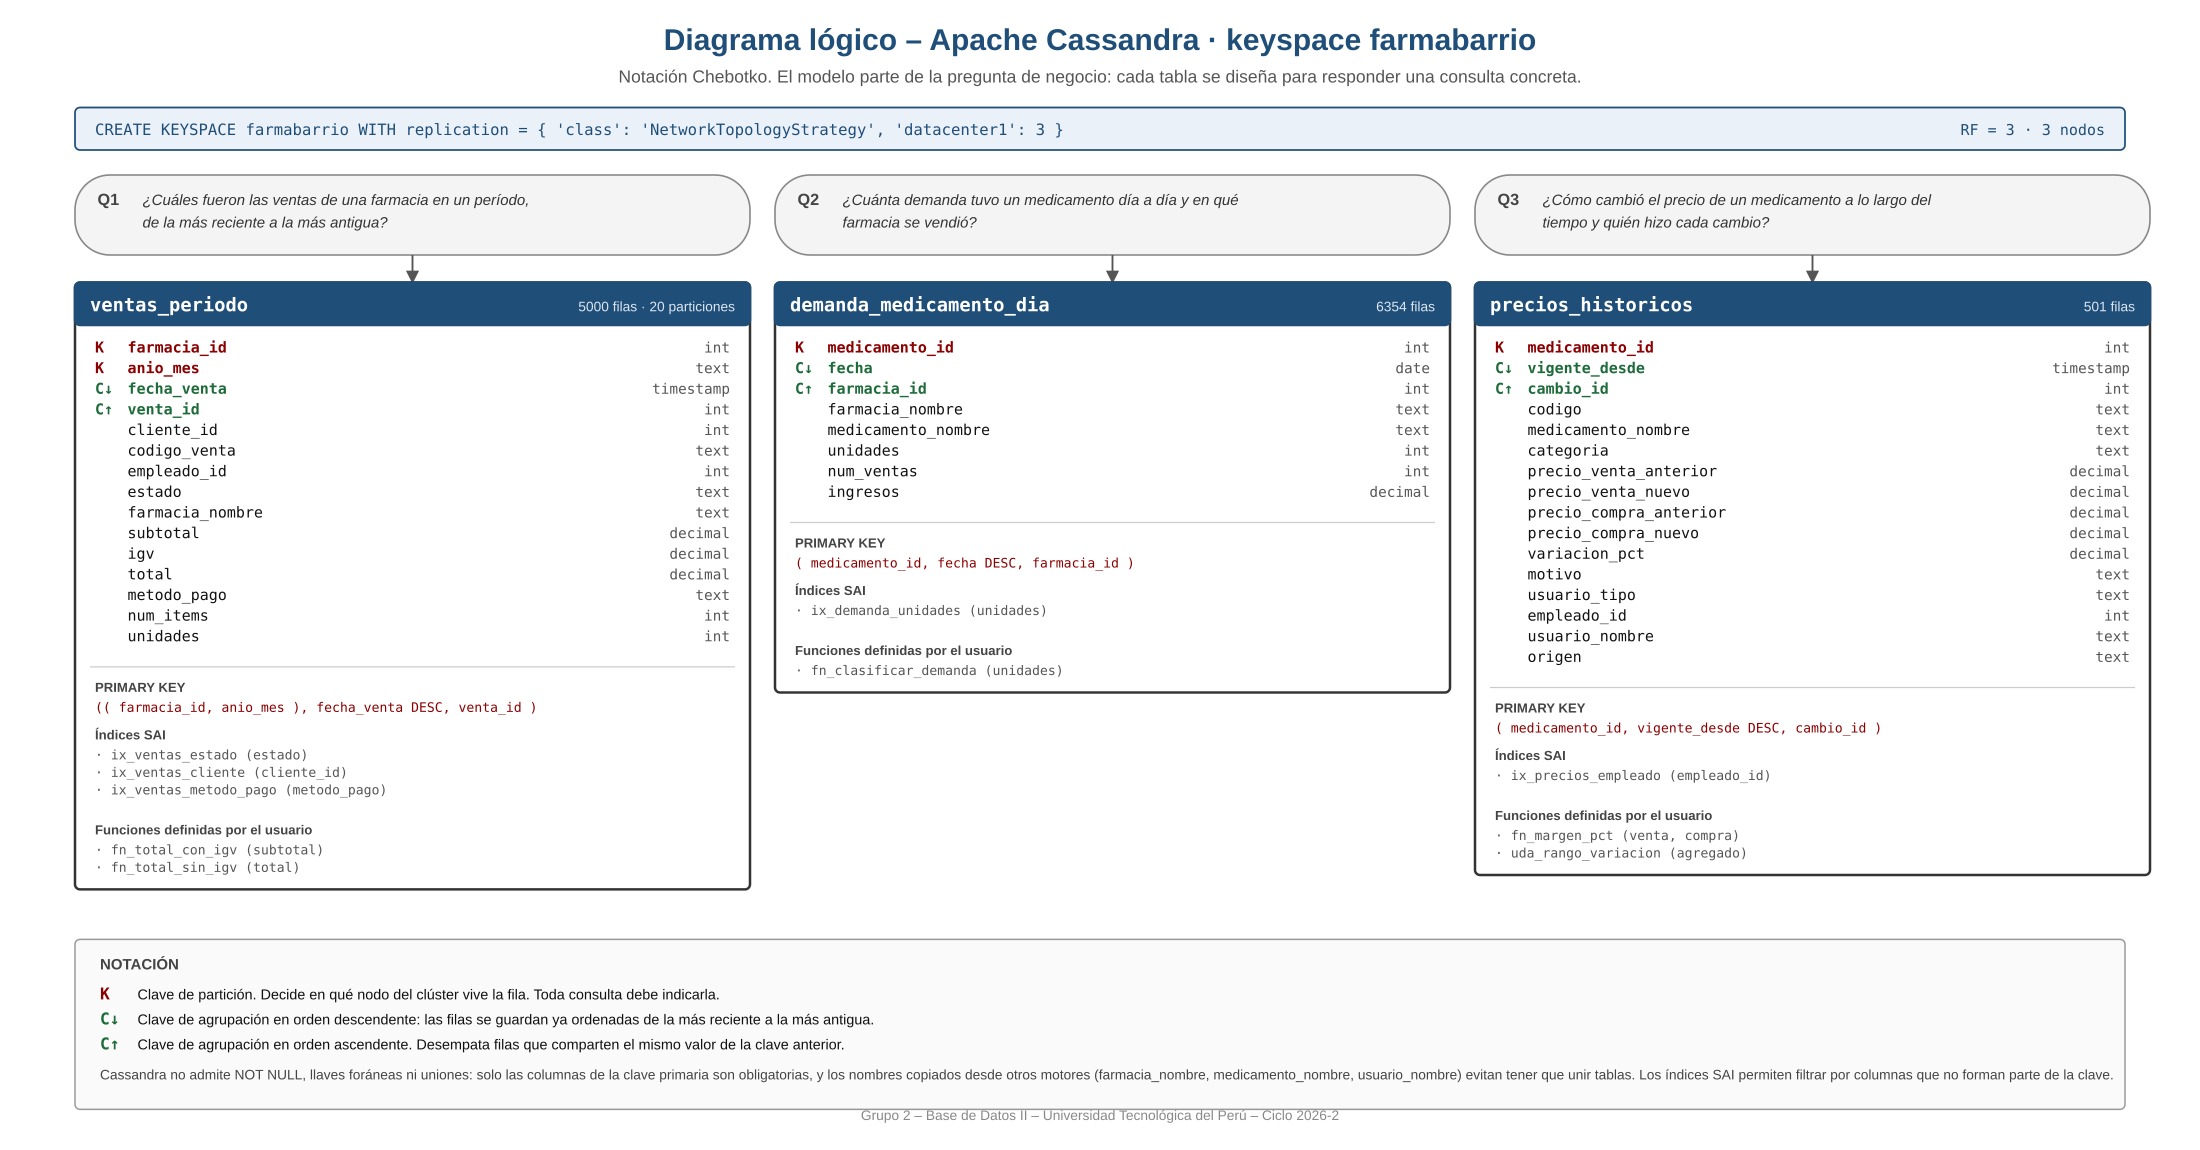 Diagrama lógico – Apache Cassandra · keyspace farmabarrio
Notación Chebotko. El modelo parte de la pregunta de negocio: cada tabla se diseña para responder una consulta concreta.
CREATE KEYSPACE farmabarrio WITH replication = { 'class': 'NetworkTopologyStrategy', 'datacenter1': 3 } RF = 3 · 3 nodos
Q1 ¿Cuáles fueron las ventas de una farmacia en un período,
de la más reciente a la más antigua?
ventas_periodo 5000 filas · 20 particiones
K farmacia_id int
K anio_mes text
C↓ fecha_venta timestamp
C↑ venta_id int
cliente_id int
codigo_venta text
empleado_id int
estado text
farmacia_nombre text
subtotal decimal
igv decimal
total decimal
metodo_pago text
num_items int
unidades int
PRIMARY KEY
(( farmacia_id, anio_mes ), fecha_venta DESC, venta_id )
Índices SAI
· ix_ventas_estado (estado)
· ix_ventas_cliente (cliente_id)
· ix_ventas_metodo_pago (metodo_pago)
Funciones definidas por el usuario
· fn_total_con_igv (subtotal)
· fn_total_sin_igv (total)
Q2 ¿Cuánta demanda tuvo un medicamento día a día y en qué
farmacia se vendió?
demanda_medicamento_dia 6354 filas
K medicamento_id int
C↓ fecha date
C↑ farmacia_id int
farmacia_nombre text
medicamento_nombre text
unidades int
num_ventas int
ingresos decimal
PRIMARY KEY
( medicamento_id, fecha DESC, farmacia_id )
Índices SAI
· ix_demanda_unidades (unidades)
Funciones definidas por el usuario
· fn_clasificar_demanda (unidades)
Q3 ¿Cómo cambió el precio de un medicamento a lo largo del
tiempo y quién hizo cada cambio?
precios_historicos 501 filas
K medicamento_id int
C↓ vigente_desde timestamp
C↑ cambio_id int
codigo text
medicamento_nombre text
categoria text
precio_venta_anterior decimal
precio_venta_nuevo decimal
precio_compra_anterior decimal
precio_compra_nuevo decimal
variacion_pct decimal
motivo text
usuario_tipo text
empleado_id int
usuario_nombre text
origen text
PRIMARY KEY
( medicamento_id, vigente_desde DESC, cambio_id )
Índices SAI
· ix_precios_empleado (empleado_id)
Funciones definidas por el usuario
· fn_margen_pct (venta, compra)
· uda_rango_variacion (agregado)
NOTACIÓN
K Clave de partición. Decide en qué nodo del clúster vive la fila. Toda consulta debe indicarla.
C↓ Clave de agrupación en orden descendente: las filas se guardan ya ordenadas de la más reciente a la más antigua.
C↑ Clave de agrupación en orden ascendente. Desempata filas que comparten el mismo valor de la clave anterior.
Cassandra no admite NOT NULL, llaves foráneas ni uniones: solo las columnas de la clave primaria son obligatorias, y los nombres copiados desde otros motores (farmacia_nombre, medicamento_nombre, usuario_nombre) evitan tener que unir tablas. Los índices SAI permiten filtrar por columnas que no forman parte de la clave.
Grupo 2 – Base de Datos II – Universidad Tecnológica del Perú – Ciclo 2026-2